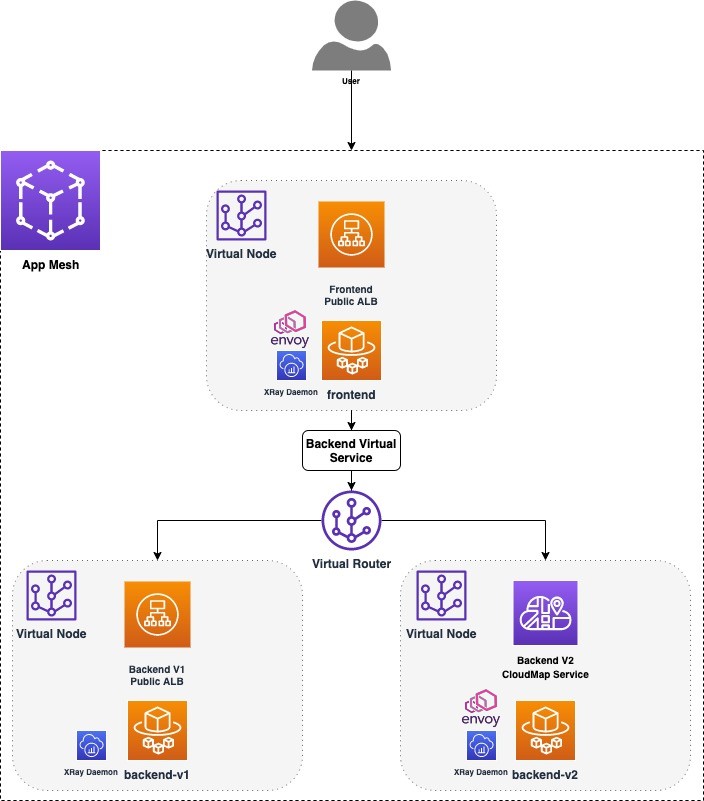 User
App Mesh
Virtual Node
Frontend
Public ALB
envoy
XRay Daemon
frontend
Backend Virtual
Service
Virtual Router
Virtual Node
Backend V1
Public ALB
XRay Daemon
backend-v1
Virtual Node
Backend V2
CloudMap Service
envoy
XRay Daemon
backend-v2